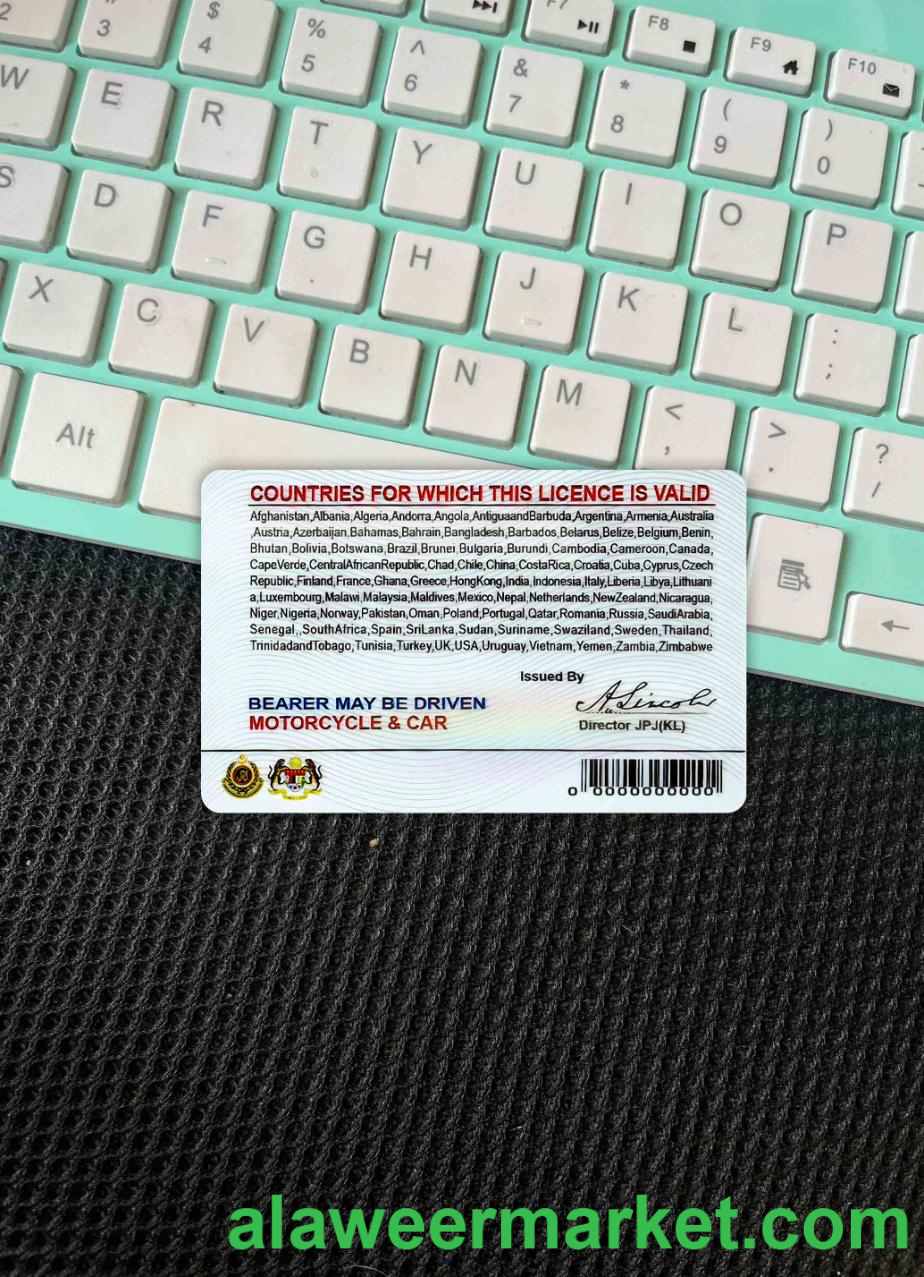 2 3 $ 4 % 5 ^ 6 & 7 * 8 ( 9 ) 0
F7 F8 F9 F10
W E R T Y U I O P
S D F G H J K L : ;
X C V B N M < , > . ? /
Alt
COUNTRIES FOR WHICH THIS LICENCE IS VALID
Afghanistan,Albania,Algeria,Andorra,Angola,AntiguaandBarbuda,Argentina,Armenia,Australia
,Austria,Azerbaijan,Bahamas,Bahrain,Bangladesh,Barbados,Belarus,Belize,Belgium,Benin,
Bhutan,Bolivia,Botswana,Brazil,Brunei,Bulgaria,Burundi,Cambodia,Cameroon,Canada,
CapeVerde,CentralAfricanRepublic,Chad,Chile,China,CostaRica,Croatia,Cuba,Cyprus,Czech
Republic,Finland,France,Ghana,Greece,HongKong,India,Indonesia,Italy,Liberia,Libya,Lithuani
a,Luxembourg,Malawi,Malaysia,Maldives,Mexico,Nepal,Netherlands,NewZealand,Nicaragua,
Niger,Nigeria,Norway,Pakistan,Oman,Poland,Portugal,Qatar,Romania,Russia,SaudiArabia,
Senegal,,SouthAfrica,Spain,SriLanka,Sudan,Suriname,Swaziland,Sweden,Thailand,
TrinidadandTobago,Tunisia,Turkey,UK,USA,Uruguay,Vietnam,Yemen,Zambia,Zimbabwe
Issued By
BEARER MAY BE DRIVEN
MOTORCYCLE & CAR
A. Lincoln
Director JPJ(KL)
0 0000000000
alaweermarket.com